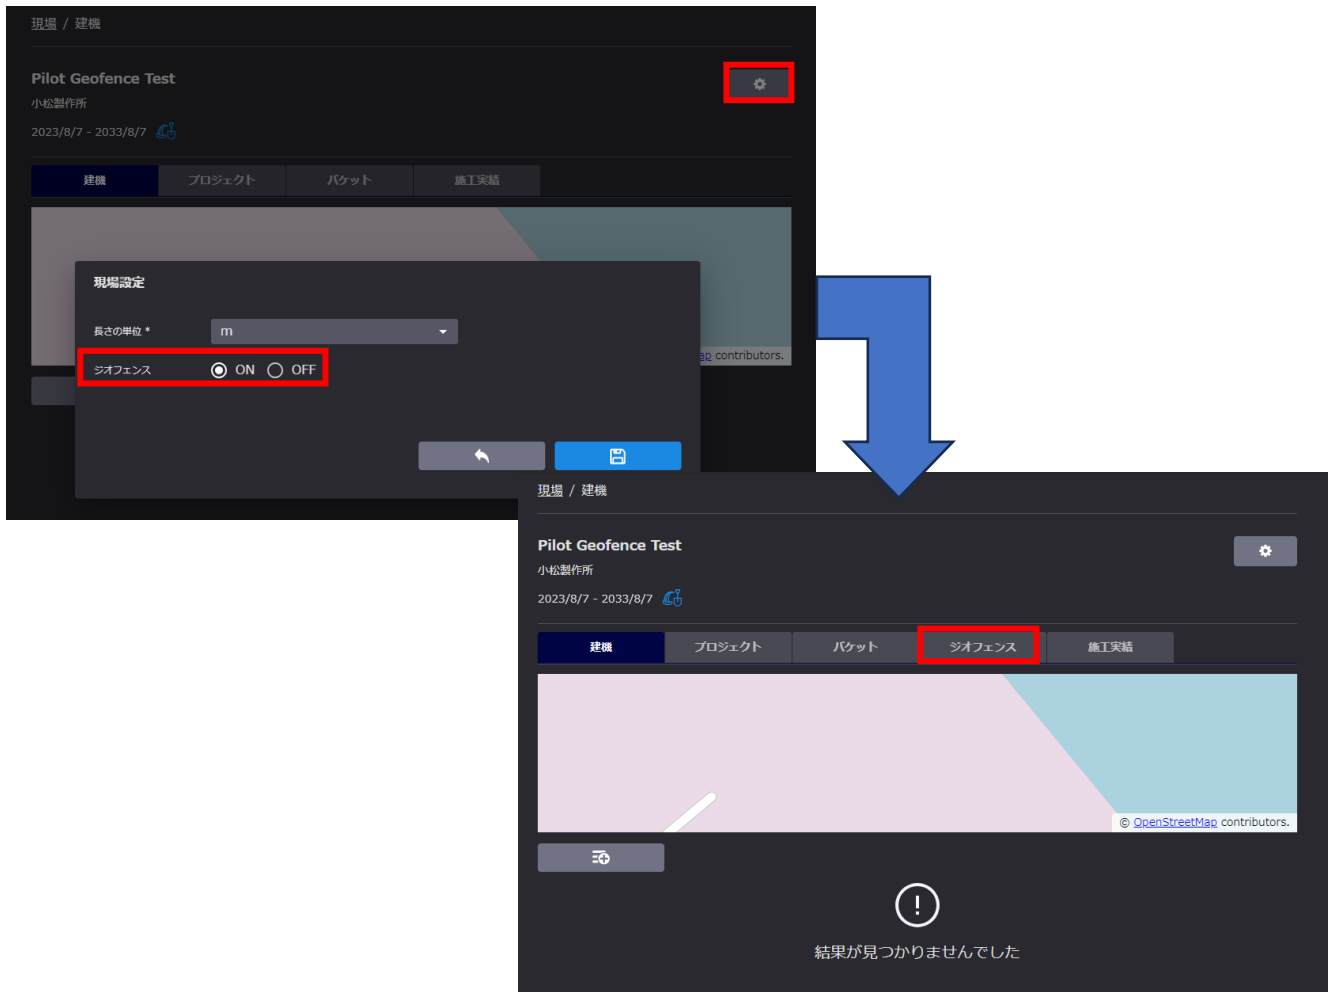 現場 / 建機
Pilot Geofence Test
小松製作所
2023/8/7 - 2033/8/7
建機 プロジェクト バケット 施工実績
現場設定
長さの単位 * m
ap contributors.
ジオフェンス ON OFF
現場 / 建機
Pilot Geofence Test
小松製作所
2023/8/7 - 2033/8/7
建機 プロジェクト バケット ジオフェンス 施工実績
© OpenStreetMap contributors.
結果が見つかりませんでした